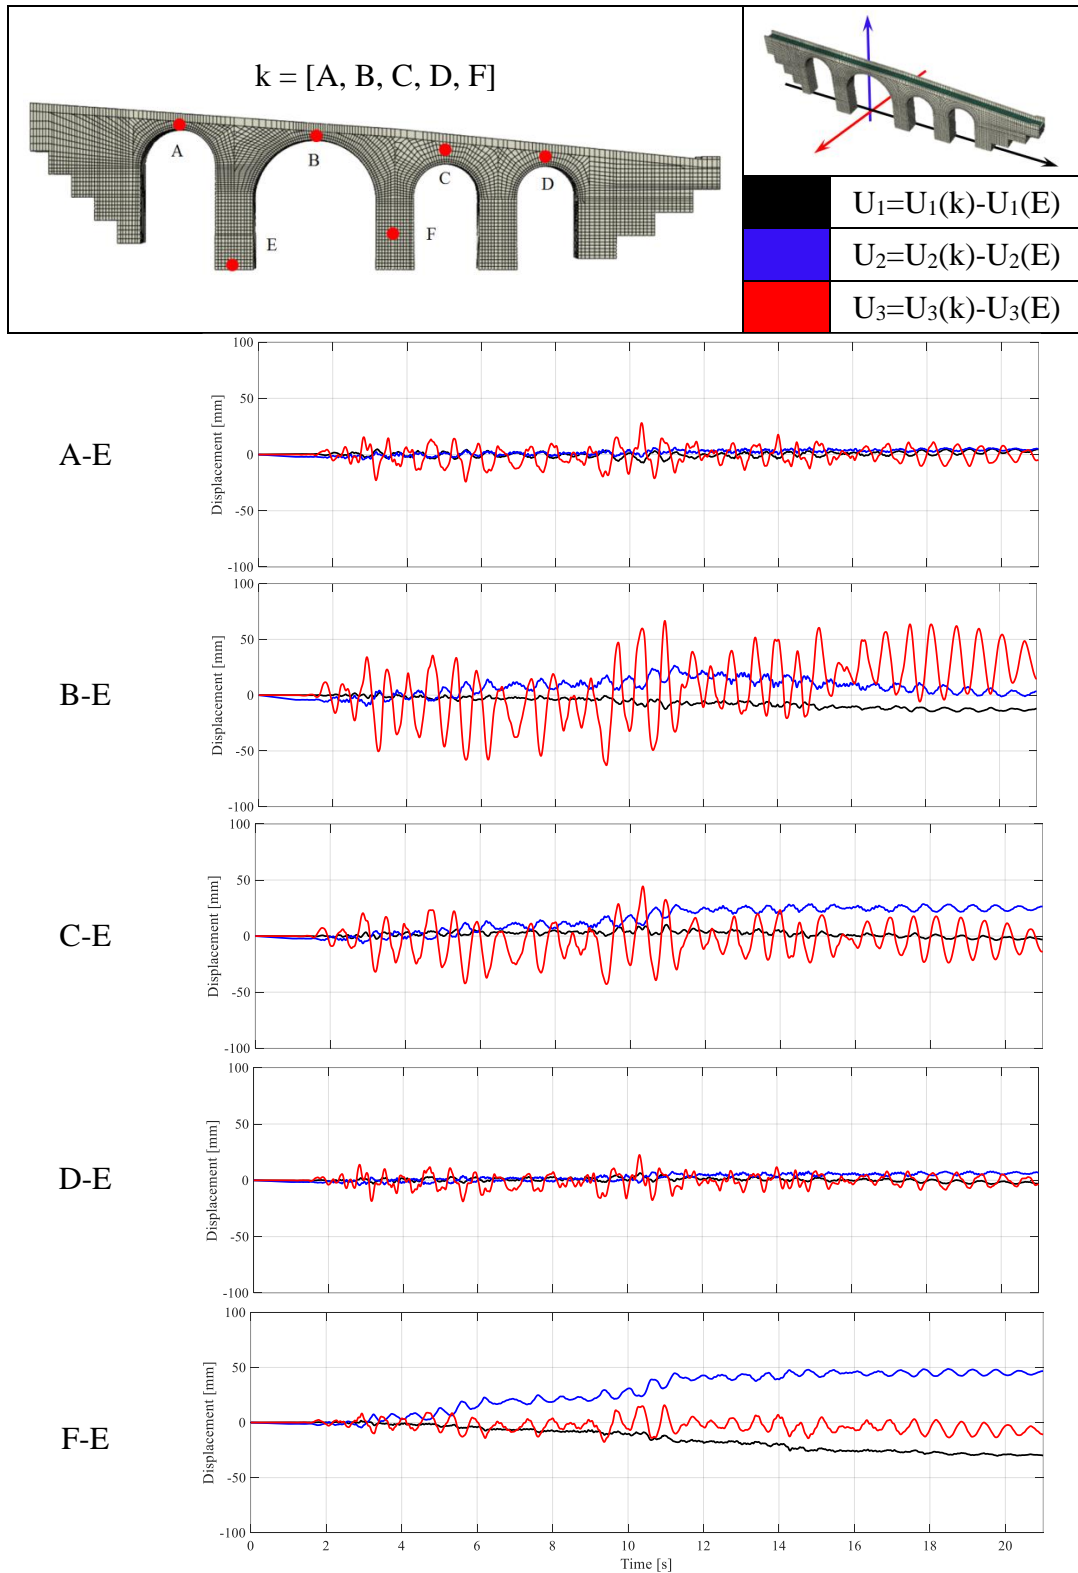 k = [A, B, C, D, F]
A
B
C
D
E
F
U₁=U₁(k)-U₁(E)
U₂=U₂(k)-U₂(E)
U₃=U₃(k)-U₃(E)
A-E
Displacement [mm]
100
50
0
-50
-100
B-E
Displacement [mm]
100
50
0
-50
-100
C-E
Displacement [mm]
100
50
0
-50
-100
D-E
Displacement [mm]
100
50
0
-50
-100
F-E
Displacement [mm]
100
50
0
-50
-100
0 2 4 6 8 10 12 14 16 18 20
Time [s]